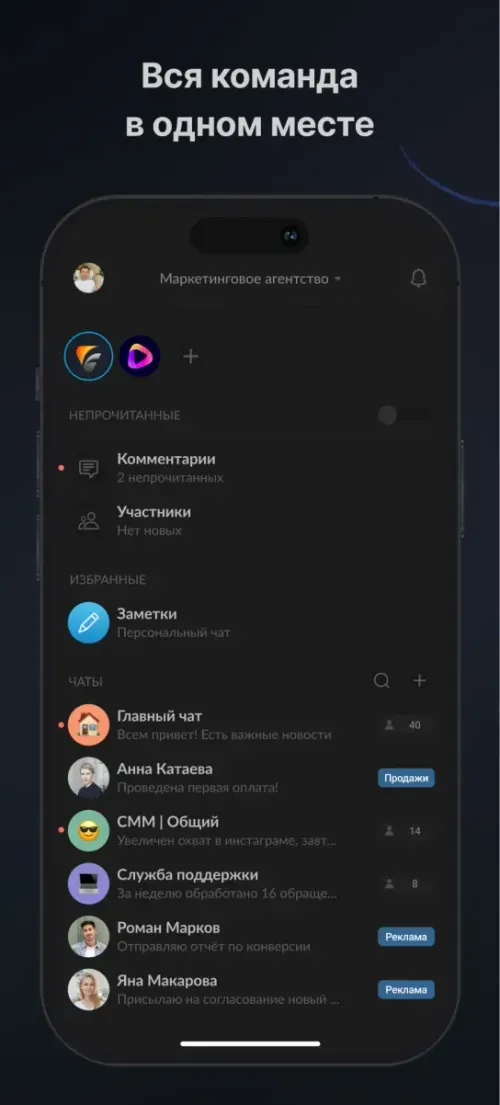 Вся команда
в одном месте
Маркетинговое агентство
НЕПРОЧИТАННЫЕ
Комментарии
2 непрочитанных
Участники
Нет новых
ИЗБРАННЫЕ
Заметки
Персональный чат
ЧАТЫ
Главный чат
Всем привет! Есть важные новости
40
Анна Катаева
Проведена первая оплата!
Продажи
СММ | Общий
Увеличен охват в инстаграме, завт...
14
Служба поддержки
За неделю обработано 16 обраще...
8
Роман Марков
Отправляю отчёт по конверсии
Реклама
Яна Макарова
Присылаю на согласование новый ...
Реклама